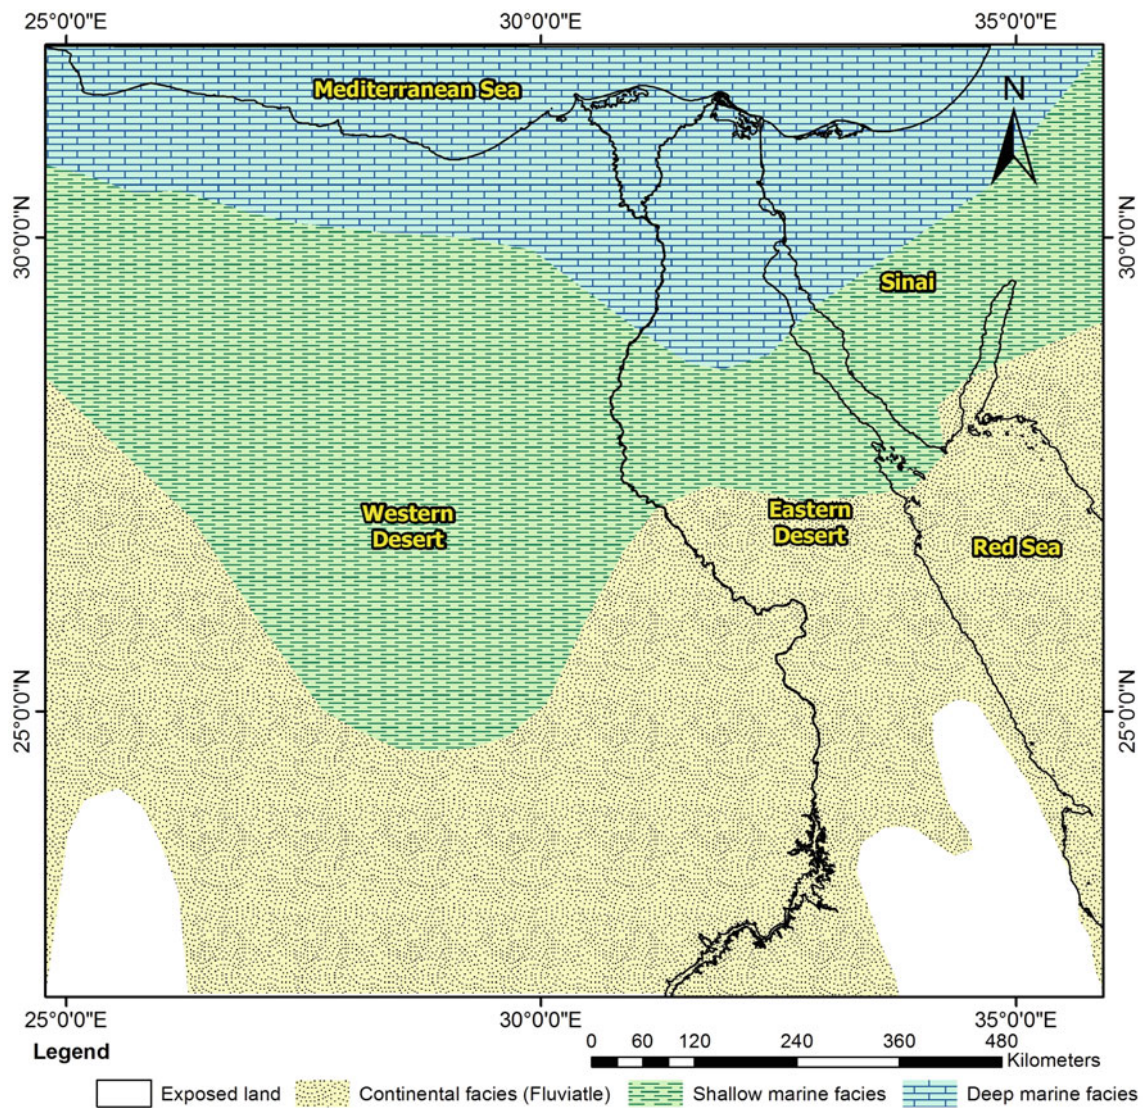 25°0'0"E 30°0'0"E 35°0'0"E
Mediterranean Sea
N
30°0'0"N 30°0'0"N
Sinai
Western
Desert
Eastern
Desert
Red Sea
25°0'0"N 25°0'0"N
25°0'0"E 30°0'0"E 35°0'0"E
Legend
0 60 120 240 360 480
Kilometers
Exposed land Continental facies (Fluviatle) Shallow marine facies Deep marine facies